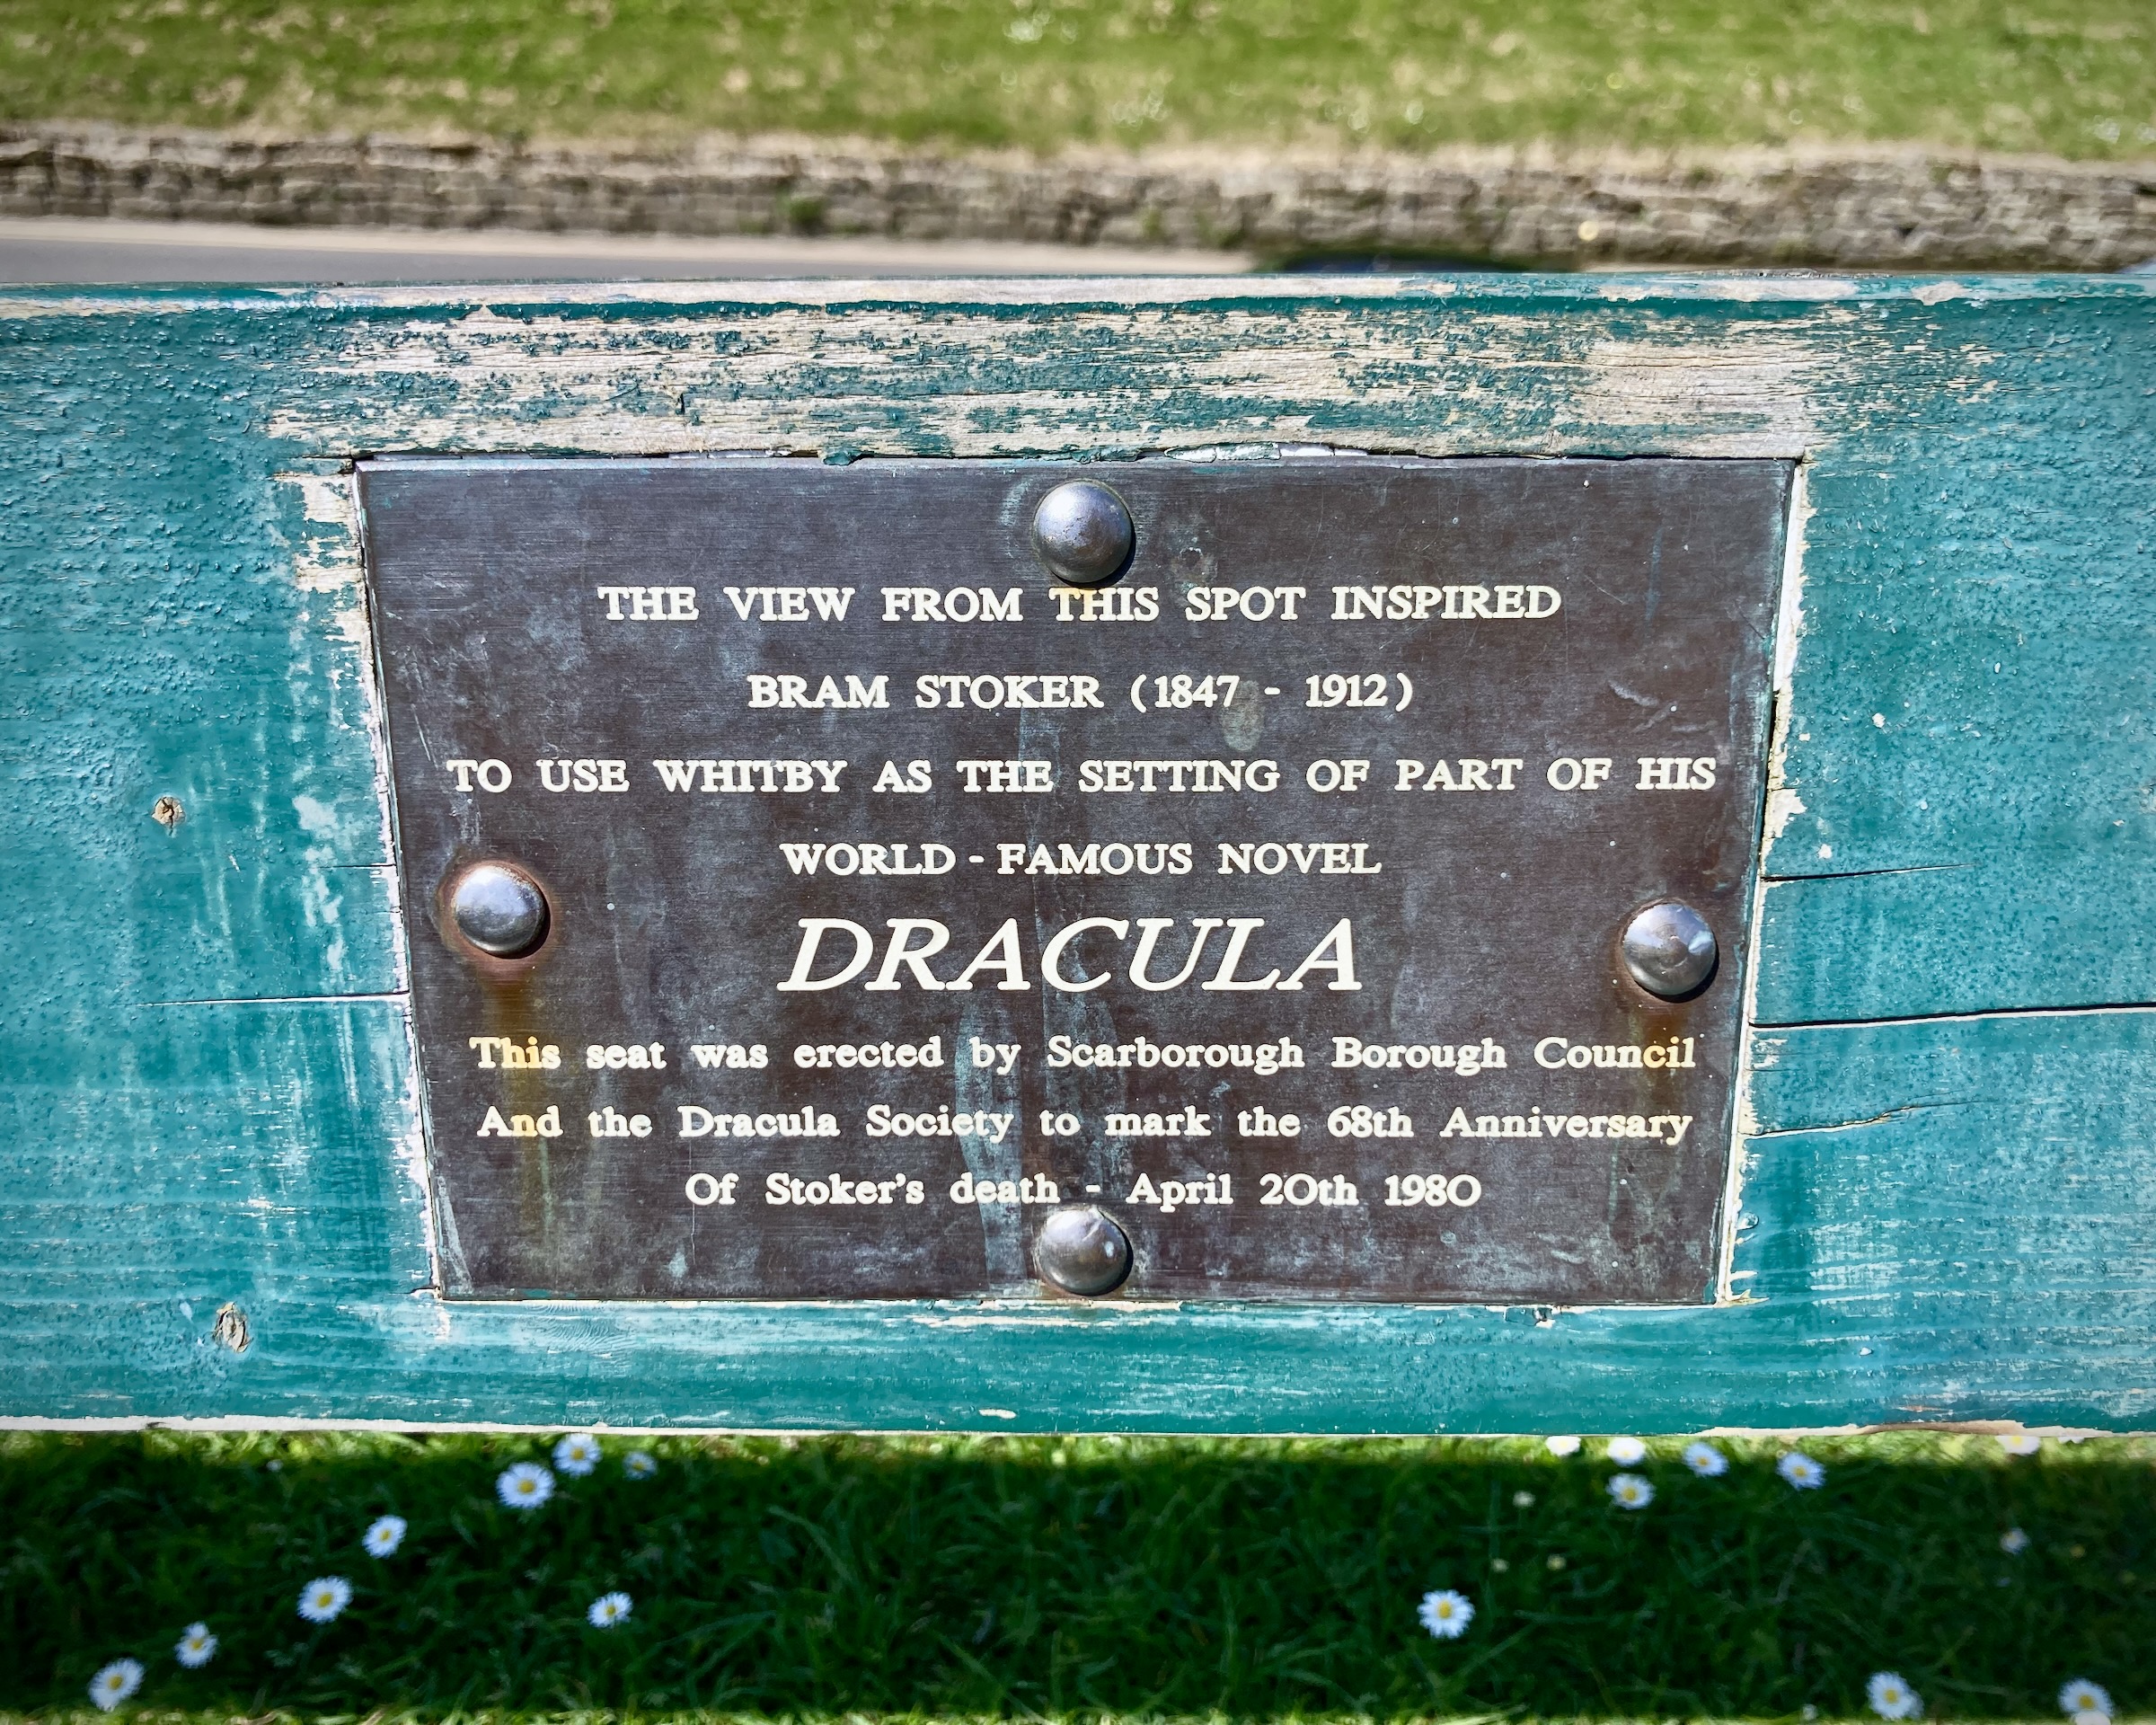 THE VIEW FROM THIS SPOT INSPIRED
BRAM STOKER (1847 - 1912)
TO USE WHITBY AS THE SETTING OF PART OF HIS
WORLD - FAMOUS NOVEL
DRACULA
This seat was erected by Scarborough Borough Council
And the Dracula Society to mark the 68th Anniversary
Of Stoker's death - April 20th 1980